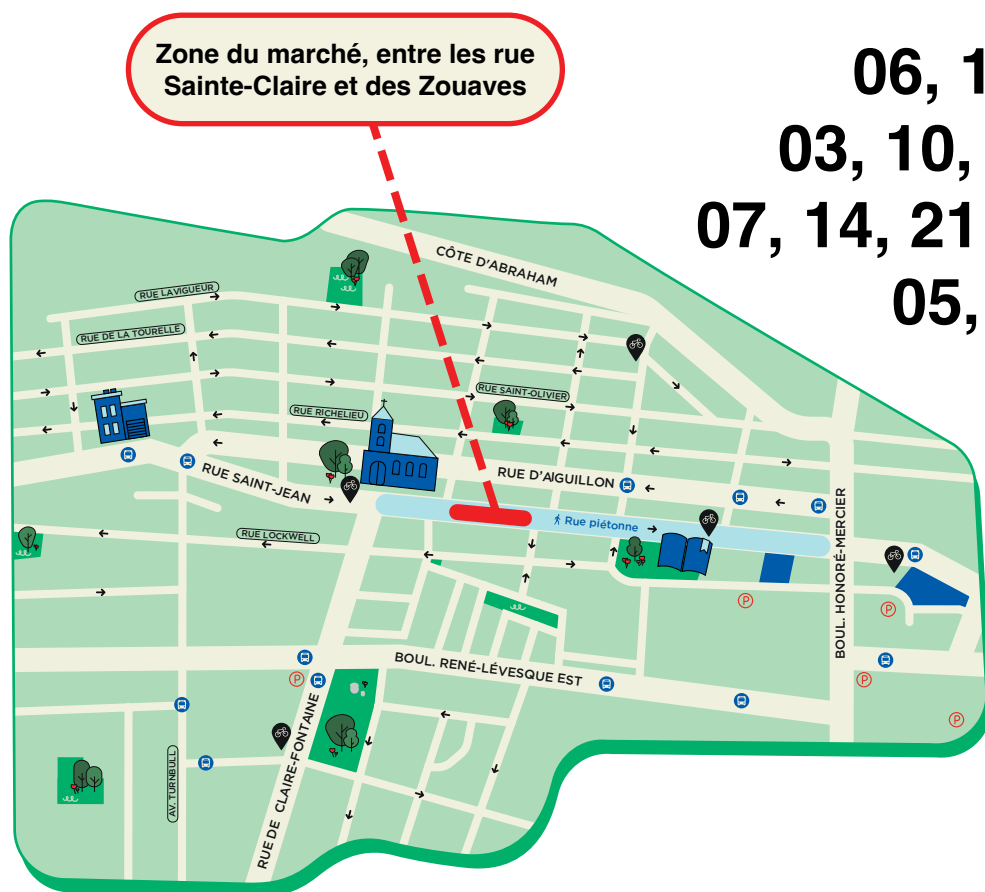 Zone du marché, entre les rue
Sainte-Claire et des Zouaves
06, 1
03, 10,
07, 14, 21
05,
CÔTE D'ABRAHAM
RUE LAVIGUEUR
RUE DE LA TOURELLE
RUE SAINT-OLIVIER
RUE RICHELIEU
RUE D'AIGUILLON
RUE SAINT-JEAN
Rue piétonne
RUE LOCKWELL
BOUL. HONORÉ-MERCIER
P
P
BOUL. RENÉ-LÉVESQUE EST
P
P
P
AV. TURNBULL
RUE DE CLAIRE-FONTAINE